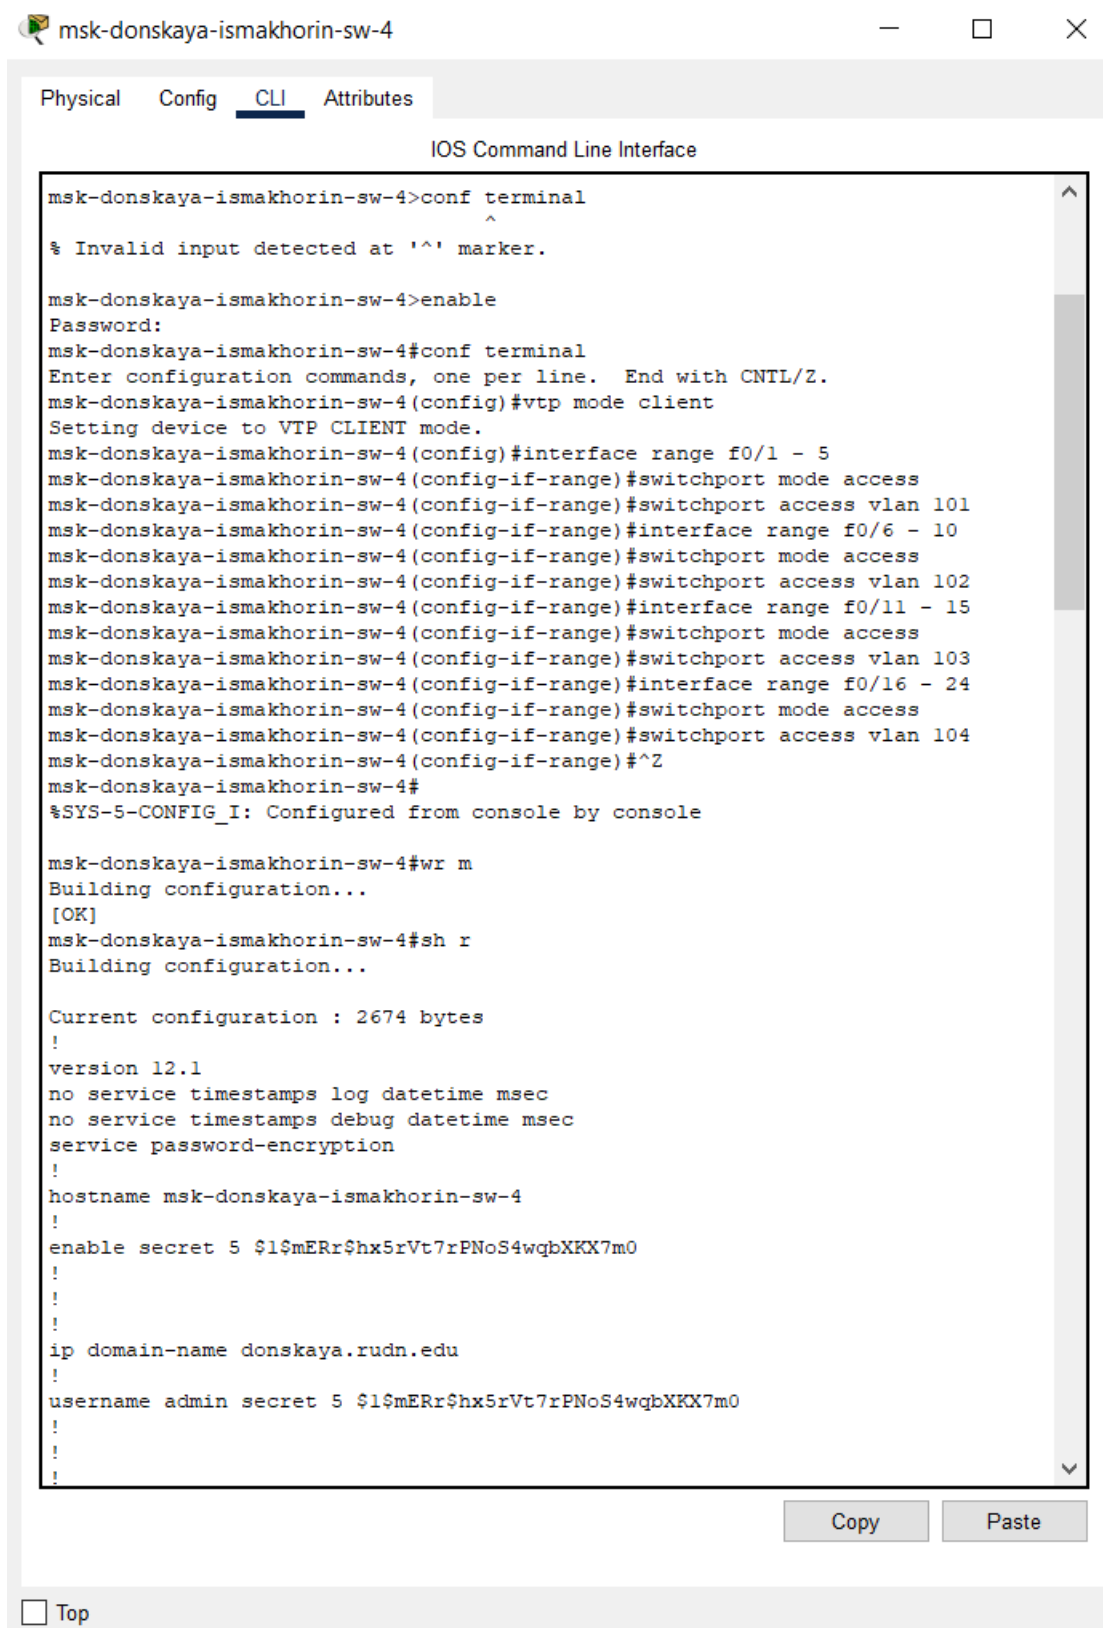 msk-donskaya-ismakhorin-sw-4
Physical Config CLI Attributes
IOS Command Line Interface
msk-donskaya-ismakhorin-sw-4>conf terminal
^
% Invalid input detected at '^' marker.
msk-donskaya-ismakhorin-sw-4>enable
Password:
msk-donskaya-ismakhorin-sw-4#conf terminal
Enter configuration commands, one per line.  End with CNTL/Z.
msk-donskaya-ismakhorin-sw-4(config)#vtp mode client
Setting device to VTP CLIENT mode.
msk-donskaya-ismakhorin-sw-4(config)#interface range f0/1 - 5
msk-donskaya-ismakhorin-sw-4(config-if-range)#switchport mode access
msk-donskaya-ismakhorin-sw-4(config-if-range)#switchport access vlan 101
msk-donskaya-ismakhorin-sw-4(config-if-range)#interface range f0/6 - 10
msk-donskaya-ismakhorin-sw-4(config-if-range)#switchport mode access
msk-donskaya-ismakhorin-sw-4(config-if-range)#switchport access vlan 102
msk-donskaya-ismakhorin-sw-4(config-if-range)#interface range f0/11 - 15
msk-donskaya-ismakhorin-sw-4(config-if-range)#switchport mode access
msk-donskaya-ismakhorin-sw-4(config-if-range)#switchport access vlan 103
msk-donskaya-ismakhorin-sw-4(config-if-range)#interface range f0/16 - 24
msk-donskaya-ismakhorin-sw-4(config-if-range)#switchport mode access
msk-donskaya-ismakhorin-sw-4(config-if-range)#switchport access vlan 104
msk-donskaya-ismakhorin-sw-4(config-if-range)#^Z
msk-donskaya-ismakhorin-sw-4#
%SYS-5-CONFIG_I: Configured from console by console
msk-donskaya-ismakhorin-sw-4#wr m
Building configuration...
[OK]
msk-donskaya-ismakhorin-sw-4#sh r
Building configuration...
Current configuration : 2674 bytes
!
version 12.1
no service timestamps log datetime msec
no service timestamps debug datetime msec
service password-encryption
!
hostname msk-donskaya-ismakhorin-sw-4
!
enable secret 5 $1$mERr$hx5rVt7rPNoS4wqbXKX7m0
!
!
!
ip domain-name donskaya.rudn.edu
!
username admin secret 5 $1$mERr$hx5rVt7rPNoS4wqbXKX7m0
!
!
!
Copy Paste
Top